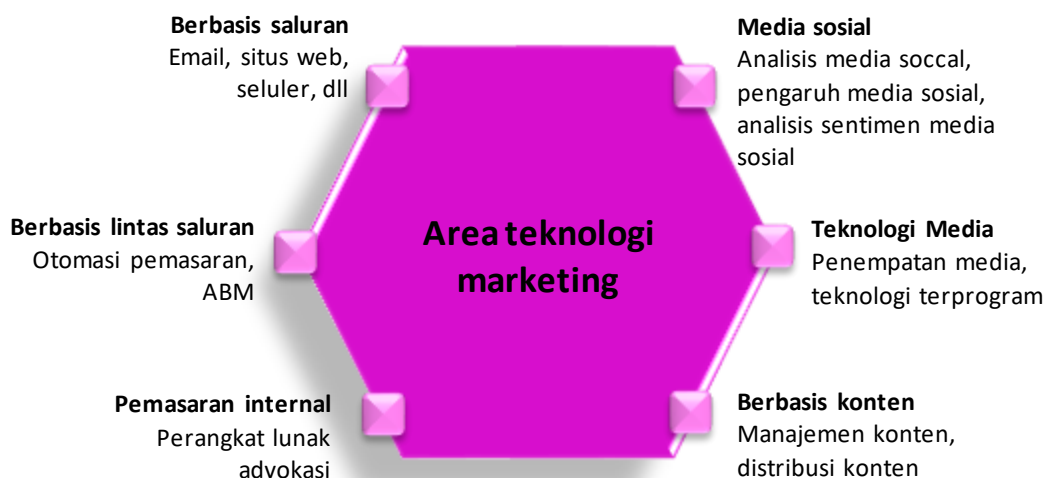 Berbasis saluran
Email, situs web,
seluler, dll
Media sosial
Analisis media soccal,
pengaruh media sosial,
analisis sentimen media
sosial
Berbasis lintas saluran
Otomasi pemasaran,
ABM
Area teknologi
marketing
Teknologi Media
Penempatan media,
teknologi terprogram
Pemasaran internal
Perangkat lunak
advokasi
Berbasis konten
Manajemen konten,
distribusi konten